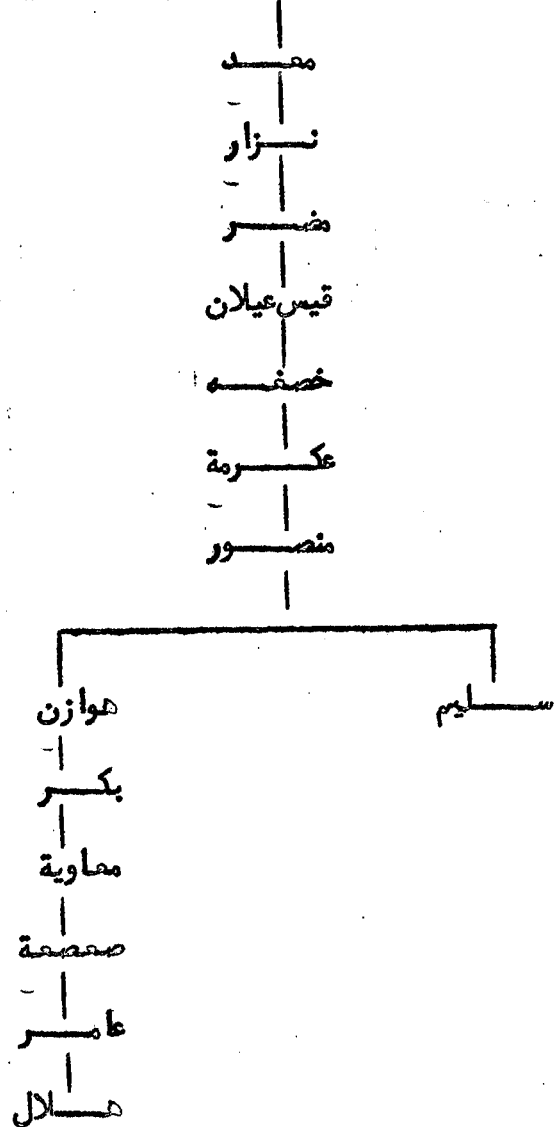 معد
نزار
مضر
قيس عيلان
خصفه
عكرمة
منصور
سليم
هوازن
بكر
معاوية
صعصعة
عامر
هلال